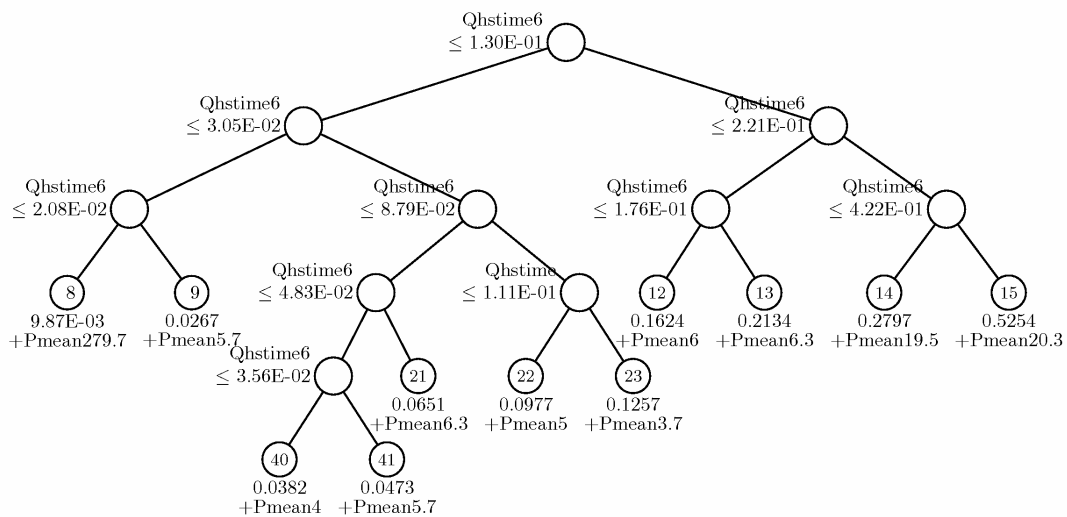 Qhstime6
≤ 1.30E-01
Qhstime6
≤ 3.05E-02
Qhstime6
≤ 2.21E-01
Qhstime6
≤ 2.08E-02
Qhstime6
≤ 8.79E-02
Qhstime6
≤ 1.76E-01
Qhstime6
≤ 4.22E-01
8
9.87E-03
+Pmean279.7
9
0.0267
+Pmean5.7
Qhstime6
≤ 4.83E-02
Qhstime
≤ 1.11E-01
12
0.1624
+Pmean6
13
0.2134
+Pmean6.3
14
0.2797
+Pmean19.5
15
0.5254
+Pmean20.3
Qhstime6
≤ 3.56E-02
21
0.0651
+Pmean6.3
22
0.0977
+Pmean5
23
0.1257
+Pmean3.7
40
0.0382
+Pmean4
41
0.0473
+Pmean5.7